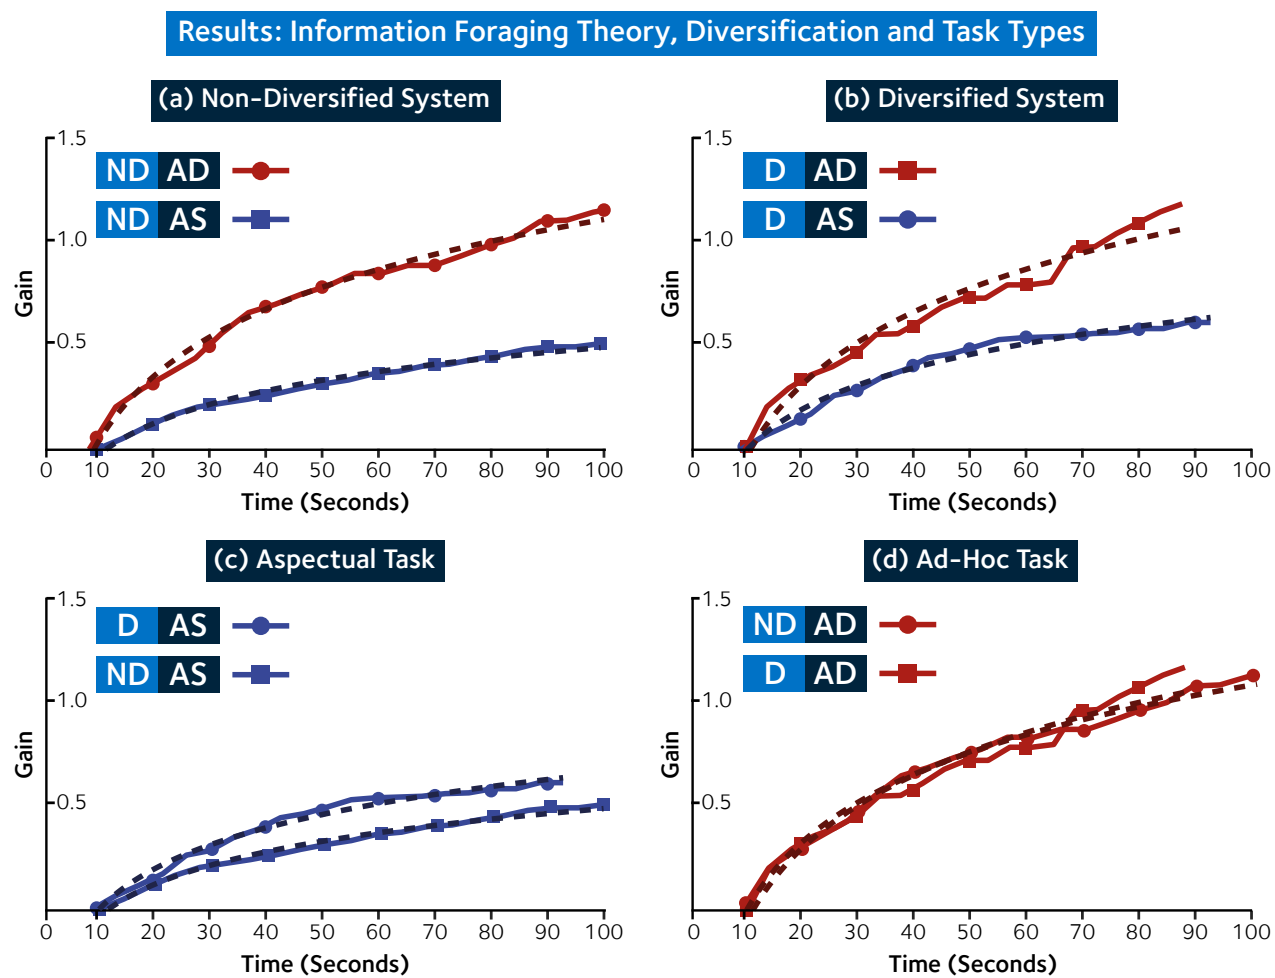 Results: Information Foraging Theory, Diversification and Task Types
(a) Non-Diversified System
1.5
ND AD
ND AS
1.0
0.5
Gain
0 10 20 30 40 50 60 70 80 90 100
Time (Seconds)
(b) Diversified System
1.5
D AD
D AS
1.0
0.5
Gain
0 10 20 30 40 50 60 70 80 90 100
Time (Seconds)
(c) Aspectual Task
1.5
D AS
ND AS
1.0
0.5
Gain
0 10 20 30 40 50 60 70 80 90 100
Time (Seconds)
(d) Ad-Hoc Task
1.5
ND AD
D AD
1.0
0.5
Gain
0 10 20 30 40 50 60 70 80 90 100
Time (Seconds)